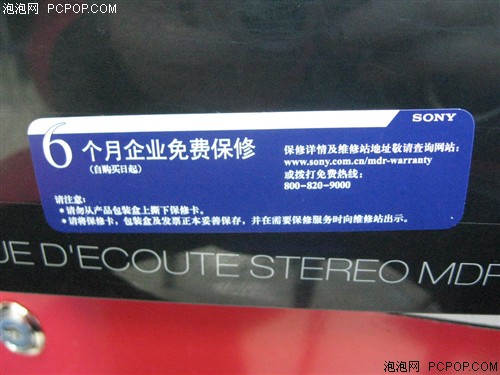 泡泡网 PCPOP.COM
SONY
6个月企业免费保修
(自购买日起)
保修详情及维修站地址敬请查询网站:
www.sony.com.cn/mdr-warranty
或拨打免费热线:
800-820-9000
请注意:
•请勿从产品包装盒上撕下保修卡。
•请将保修卡,包装盒及发票正本妥善保存,并在需要保修服务时向维修站出示。
UE D'ECOUTE STEREO MDR
泡泡网 PCPOP.COM